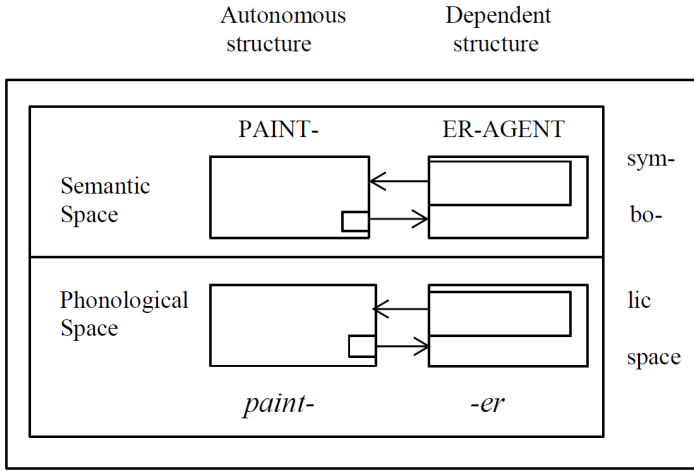 Autonomous structure
Dependent structure
PAINT-
ER-AGENT
Semantic Space
Phonological Space
paint-
-er
sym-
bo-
lic
space